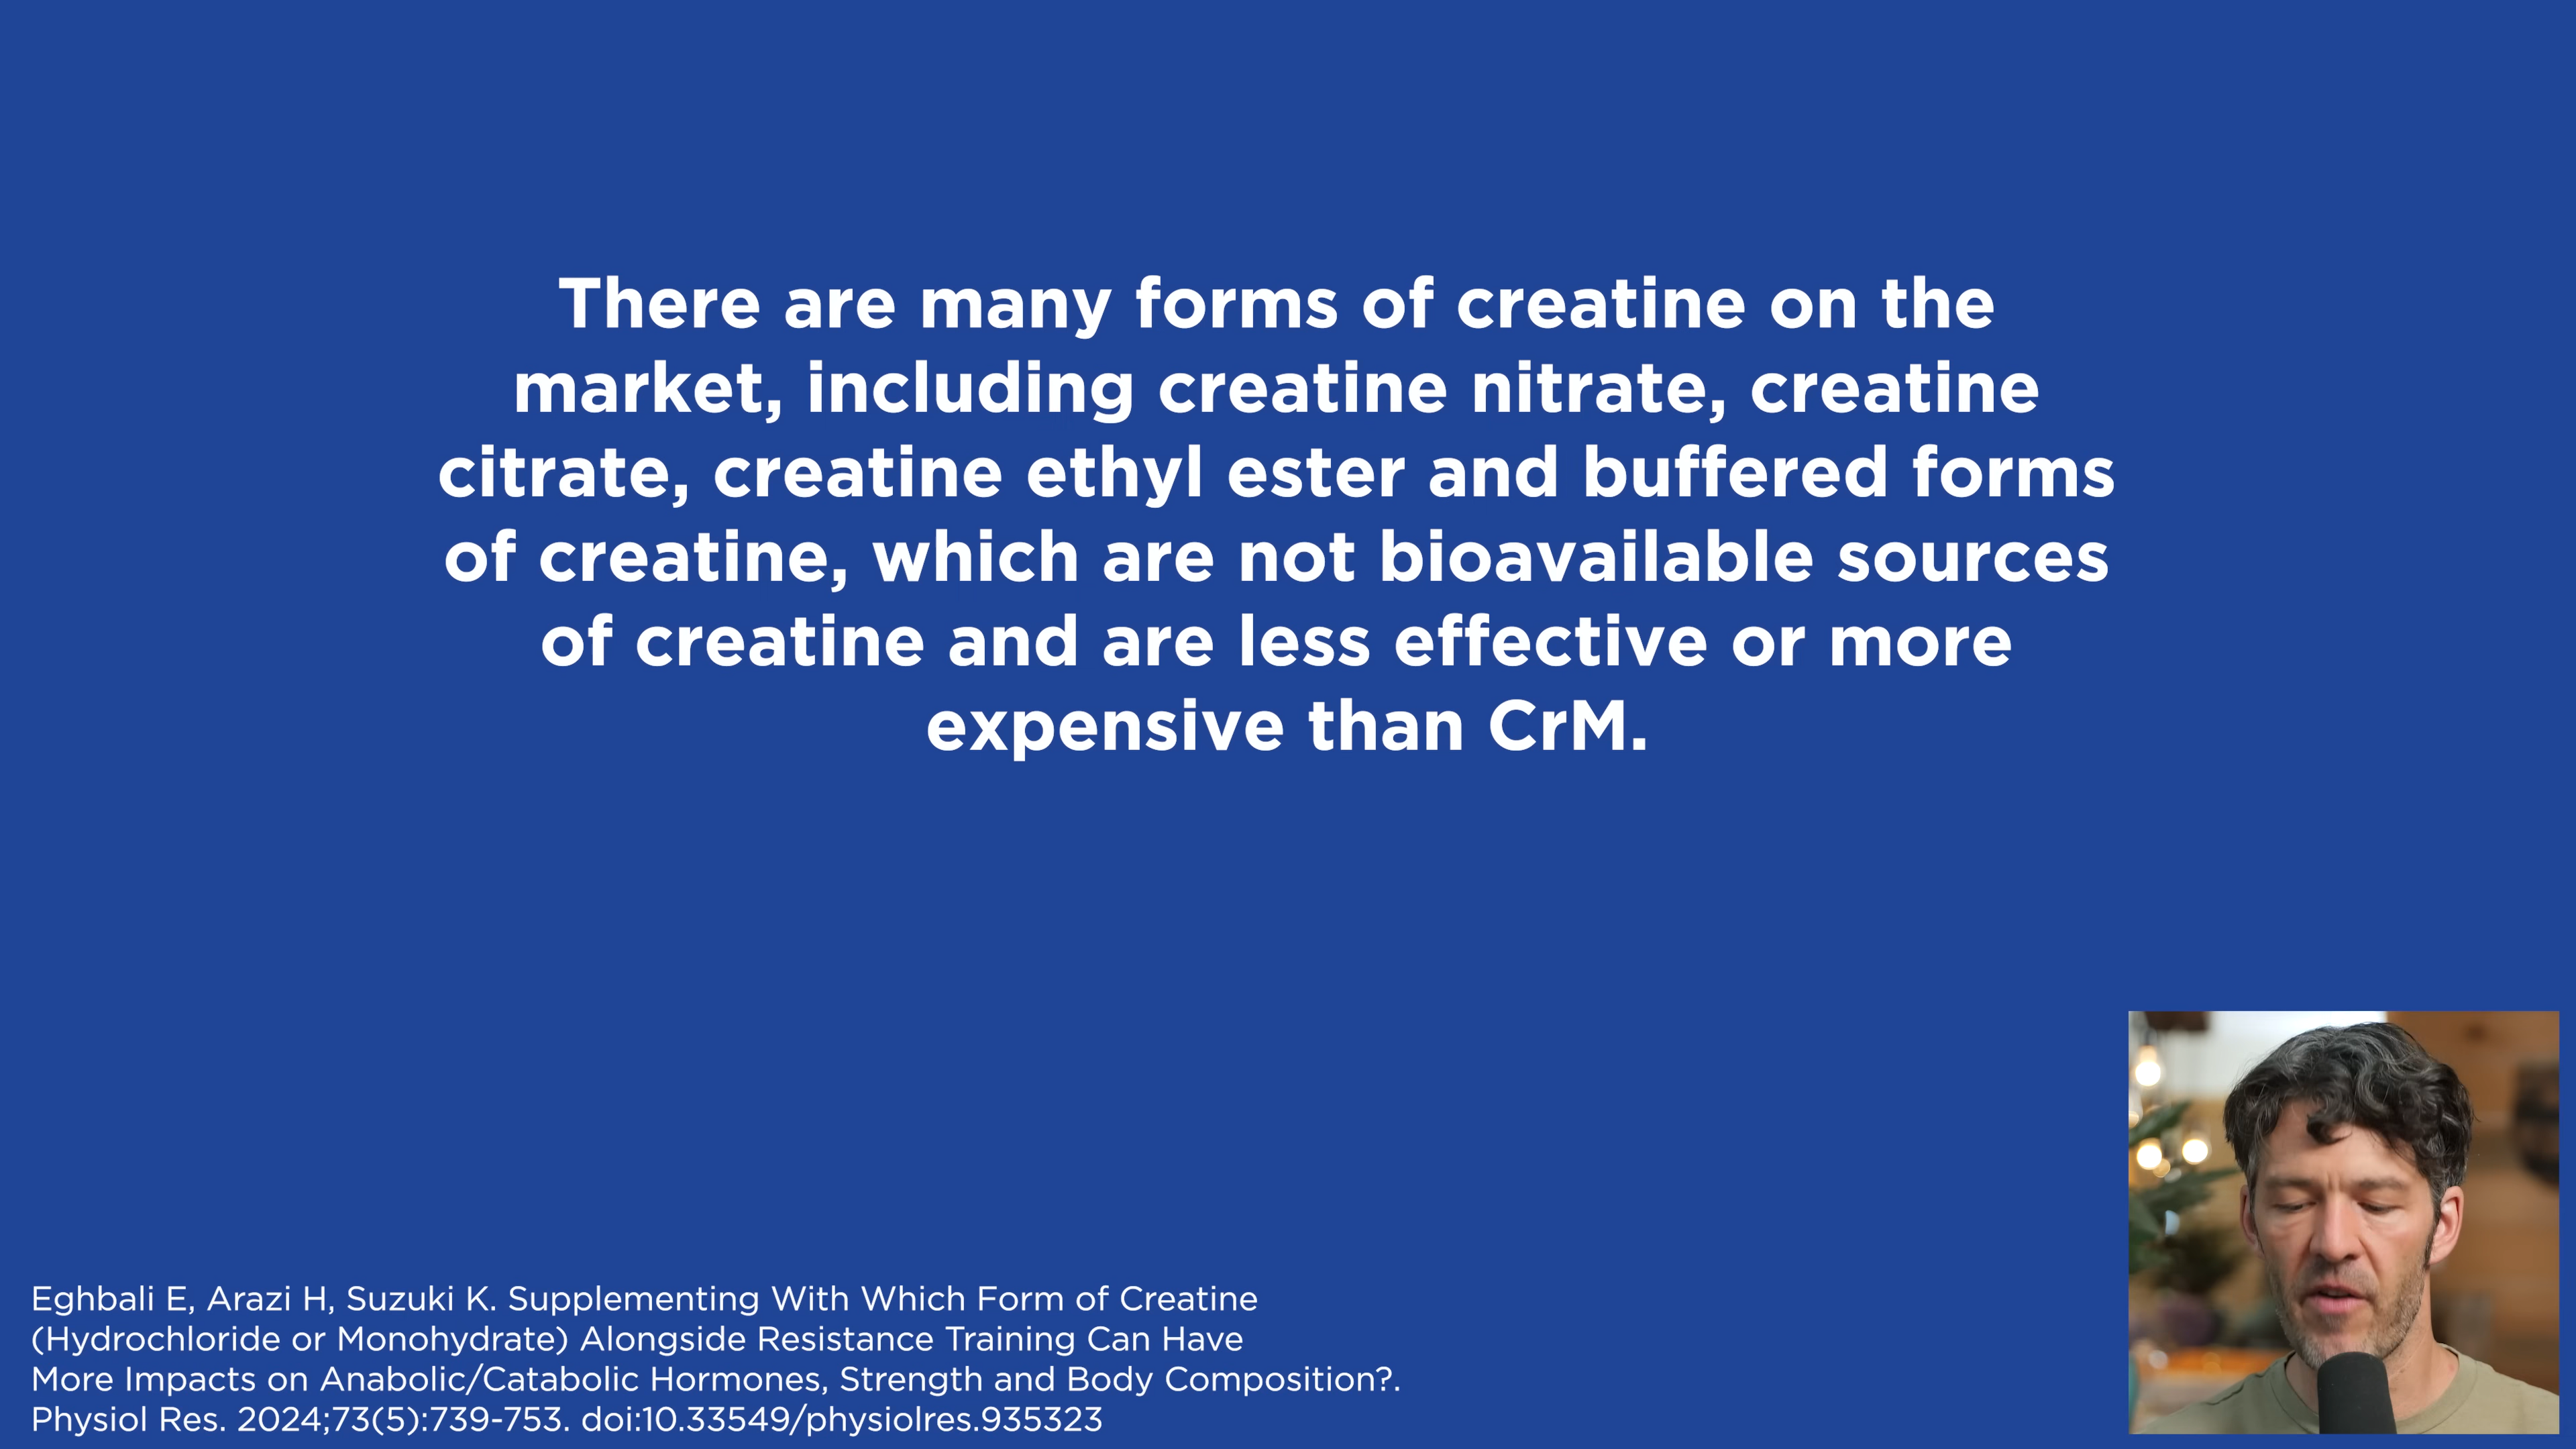 There are many forms of creatine on the
market, including creatine nitrate, creatine
citrate, creatine ethyl ester and buffered forms
of creatine, which are not bioavailable sources
of creatine and are less effective or more
expensive than CrM.
Eghbali E, Arazi H, Suzuki K. Supplementing With Which Form of Creatine
(Hydrochloride or Monohydrate) Alongside Resistance Training Can Have
More Impacts on Anabolic/Catabolic Hormones, Strength and Body Composition?.
Physiol Res. 2024;73(5):739-753. doi:10.33549/physiolres.935323